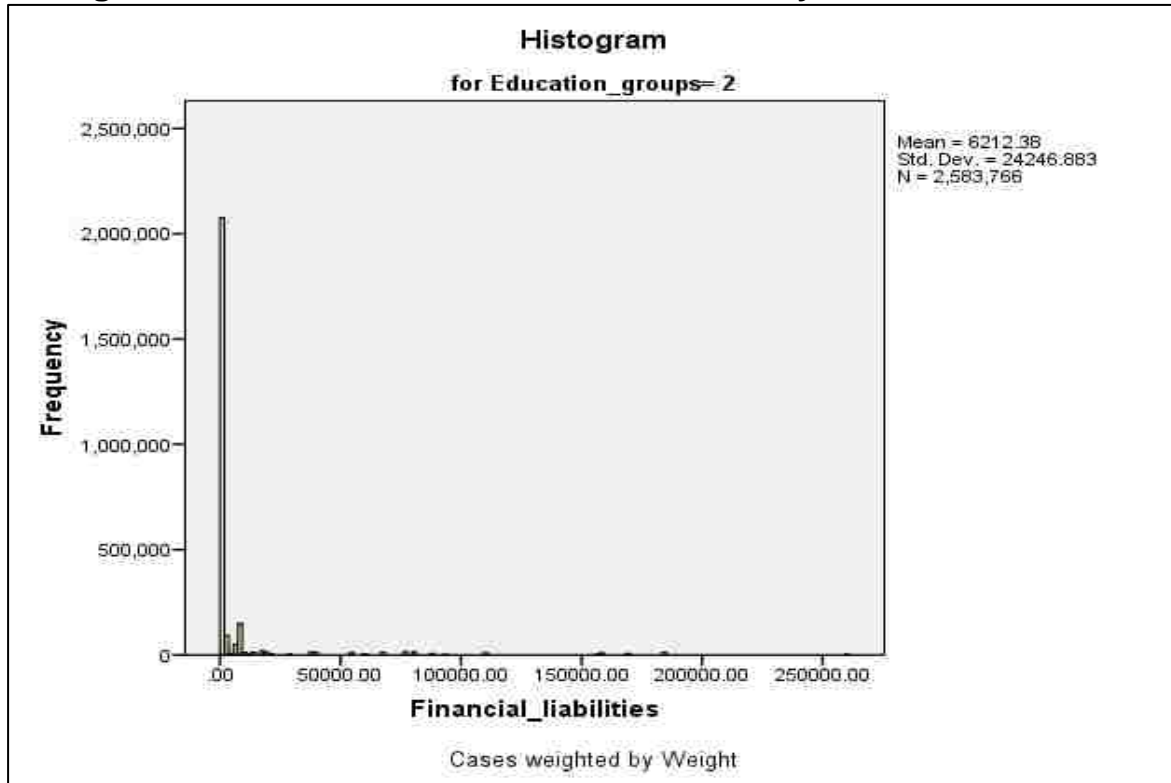 Histogram
for Education_groups= 2
Mean = 6212.38
Std. Dev. = 24246.883
N = 2,583,766
2,500,000
2,000,000
1,500,000
1,000,000
500,000
0
Frequency
.00 50000.00 100000.00 150000.00 200000.00 250000.00
Financial_liabilities
Cases weighted by Weight